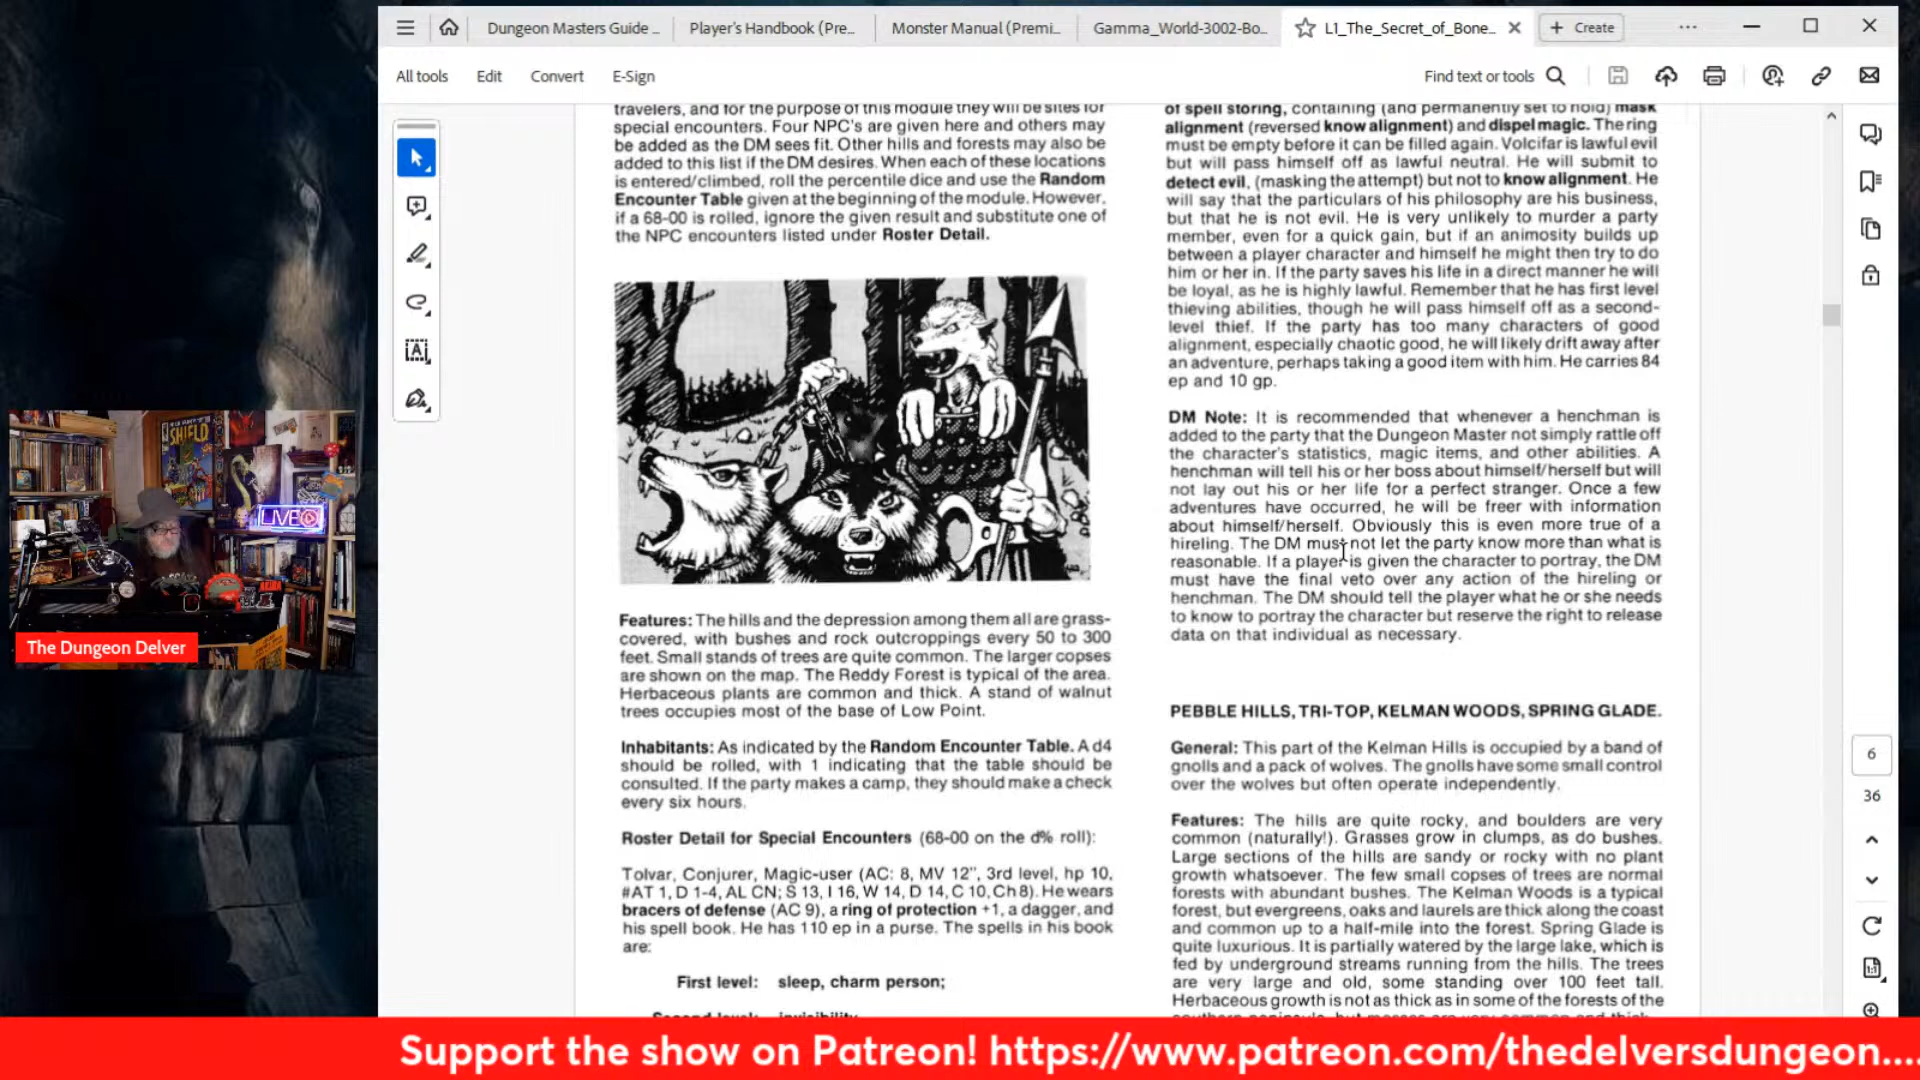 Dungeon Masters Guide ...
Player's Handbook (Pre...
Monster Manual (Premi...
Gamma_World-3002-Bo...
L1_The_Secret_of_Bone...
Create
All tools
Edit
Convert
E-Sign
Find text or tools
travelers, and for the purpose of this module they will be sites for
special encounters. Four NPC's are given here and others may
be added as the DM sees fit. Other hills and forests may also be
added to this list if the DM desires. When each of these locations
is entered/climbed, roll the percentile dice and use the Random
Encounter Table given at the beginning of the module. However,
if a 68-00 is rolled, ignore the given result and substitute one of
the NPC encounters listed under Roster Detail.
Features: The hills and the depression among them all are grass-
covered, with bushes and rock outcroppings every 50 to 300
feet. Small stands of trees are quite common. The larger copses
are shown on the map. The Reddy Forest is typical of the area.
Herbaceous plants are common and thick. A stand of walnut
trees occupies most of the base of Low Point.
Inhabitants: As indicated by the Random Encounter Table. A d4
should be rolled, with 1 indicating that the table should be
consulted. If the party makes a camp, they should make a check
every six hours.
Roster Detail for Special Encounters (68-00 on the d% roll):
Tolvar, Conjurer, Magic-user (AC: 8, MV 12", 3rd level, hp 10,
#AT 1, D 1-4, AL CN; S 13, I 16, W 14, D 14, C 10, Ch 8). He wears
bracers of defense (AC 9), a ring of protection +1, a dagger, and
his spell book. He has 110 ep in a purse. The spells in his book
are:
First level: sleep, charm person;
Second level: invisibility
of spell storing, containing (and permanently set to hold) mask
alignment (reversed know alignment) and dispel magic. The ring
must be empty before it can be filled again. Volcifar is lawful evil
but will pass himself off as lawful neutral. He will submit to
detect evil, (masking the attempt) but not to know alignment. He
will say that the particulars of his philosophy are his business,
but that he is not evil. He is very unlikely to murder a party
member, even for a quick gain, but if an animosity builds up
between a player character and himself he might then try to do
him or her in. If the party saves his life in a direct manner he will
be loyal, as he is highly lawful. Remember that he has first level
thieving abilities, though he will pass himself off as a second-
level thief. If the party has too many characters of good
alignment, especially chaotic good, he will likely drift away after
an adventure, perhaps taking a good item with him. He carries 84
ep and 10 gp.
DM Note: It is recommended that whenever a henchman is
added to the party that the Dungeon Master not simply rattle off
the character's statistics, magic items, and other abilities. A
henchman will tell his or her boss about himself/herself but will
not lay out his or her life for a perfect stranger. Once a few
adventures have occurred, he will be freer with information
about himself/herself. Obviously this is even more true of a
hireling. The DM must not let the party know more than what is
reasonable. If a player is given the character to portray, the DM
must have the final veto over any action of the hireling or
henchman. The DM should tell the player what he or she needs
to know to portray the character but reserve the right to release
data on that individual as necessary.
PEBBLE HILLS, TRI-TOP, KELMAN WOODS, SPRING GLADE.
General: This part of the Kelman Hills is occupied by a band of
gnolls and a pack of wolves. The gnolls have some small control
over the wolves but often operate independently.
Features: The hills are quite rocky, and boulders are very
common (naturally!). Grasses grow in clumps, as do bushes.
Large sections of the hills are sandy or rocky with no plant
growth whatsoever. The few small copses of trees are normal
forests with abundant bushes. The Kelman Woods is a typical
forest, but evergreens, oaks and laurels are thick along the coast
and common up to a half-mile into the forest. Spring Glade is
quite luxurious. It is partially watered by the large lake, which is
fed by underground streams running from the hills. The trees
are very large and old, some standing over 100 feet tall.
Herbaceous growth is not as thick as in some of the forests of the
6
36
SHIELD
LIVE
The Dungeon Delver
Support the show on Patreon! https://www.patreon.com/thedelversdungeon....